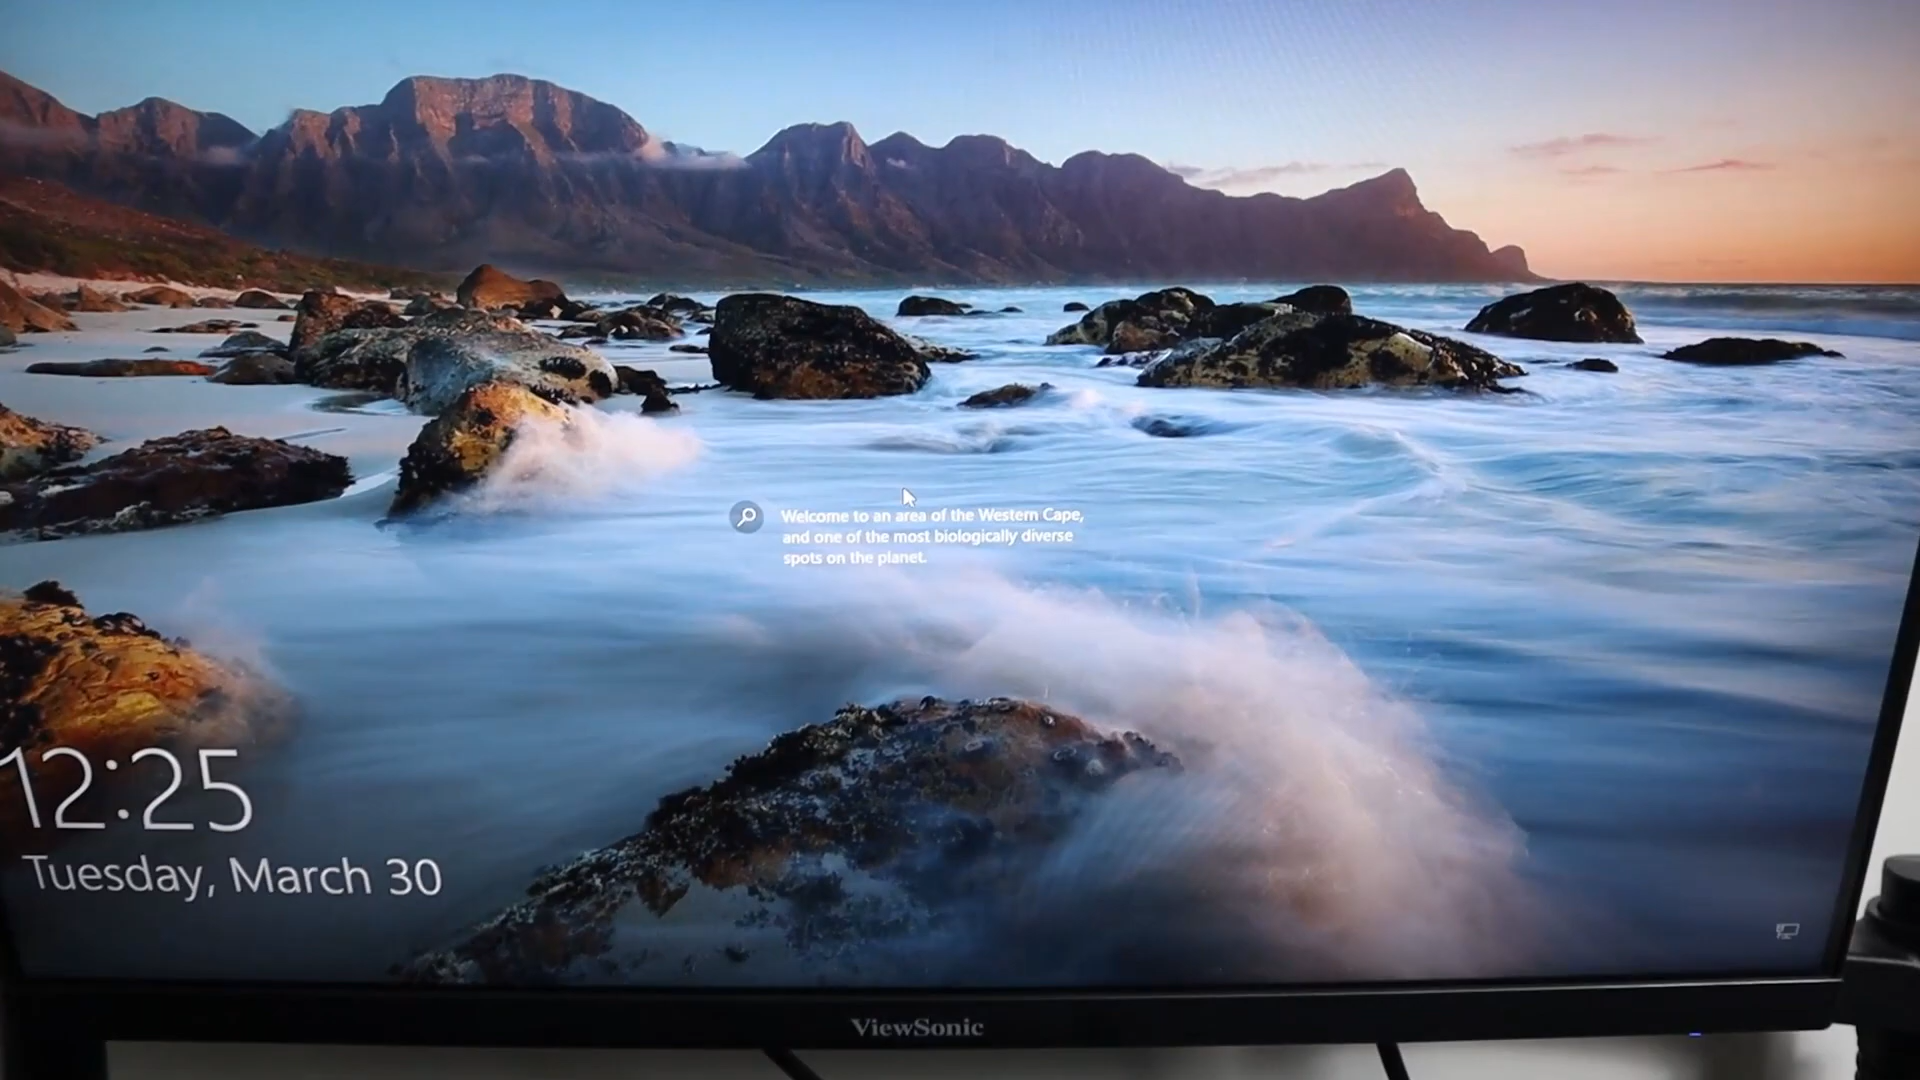 Welcome to an area of the Western Cape,
and one of the most biologically diverse
spots on the planet.
12:25
Tuesday, March 30
ViewSonic